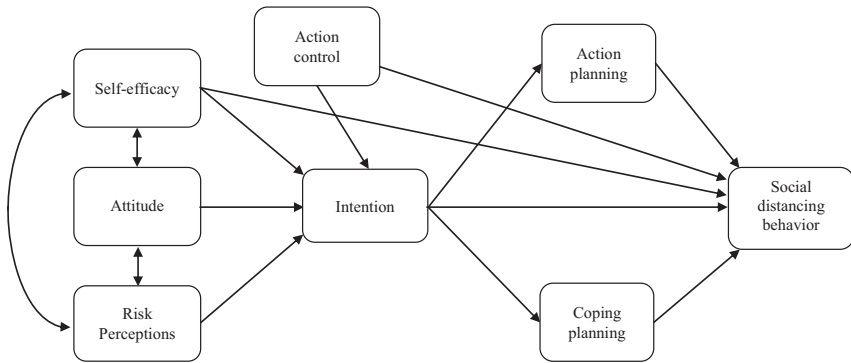 Action
control
Action
planning
Self-efficacy
Attitude
Intention
Social
distancing
behavior
Risk
Perceptions
Coping
planning